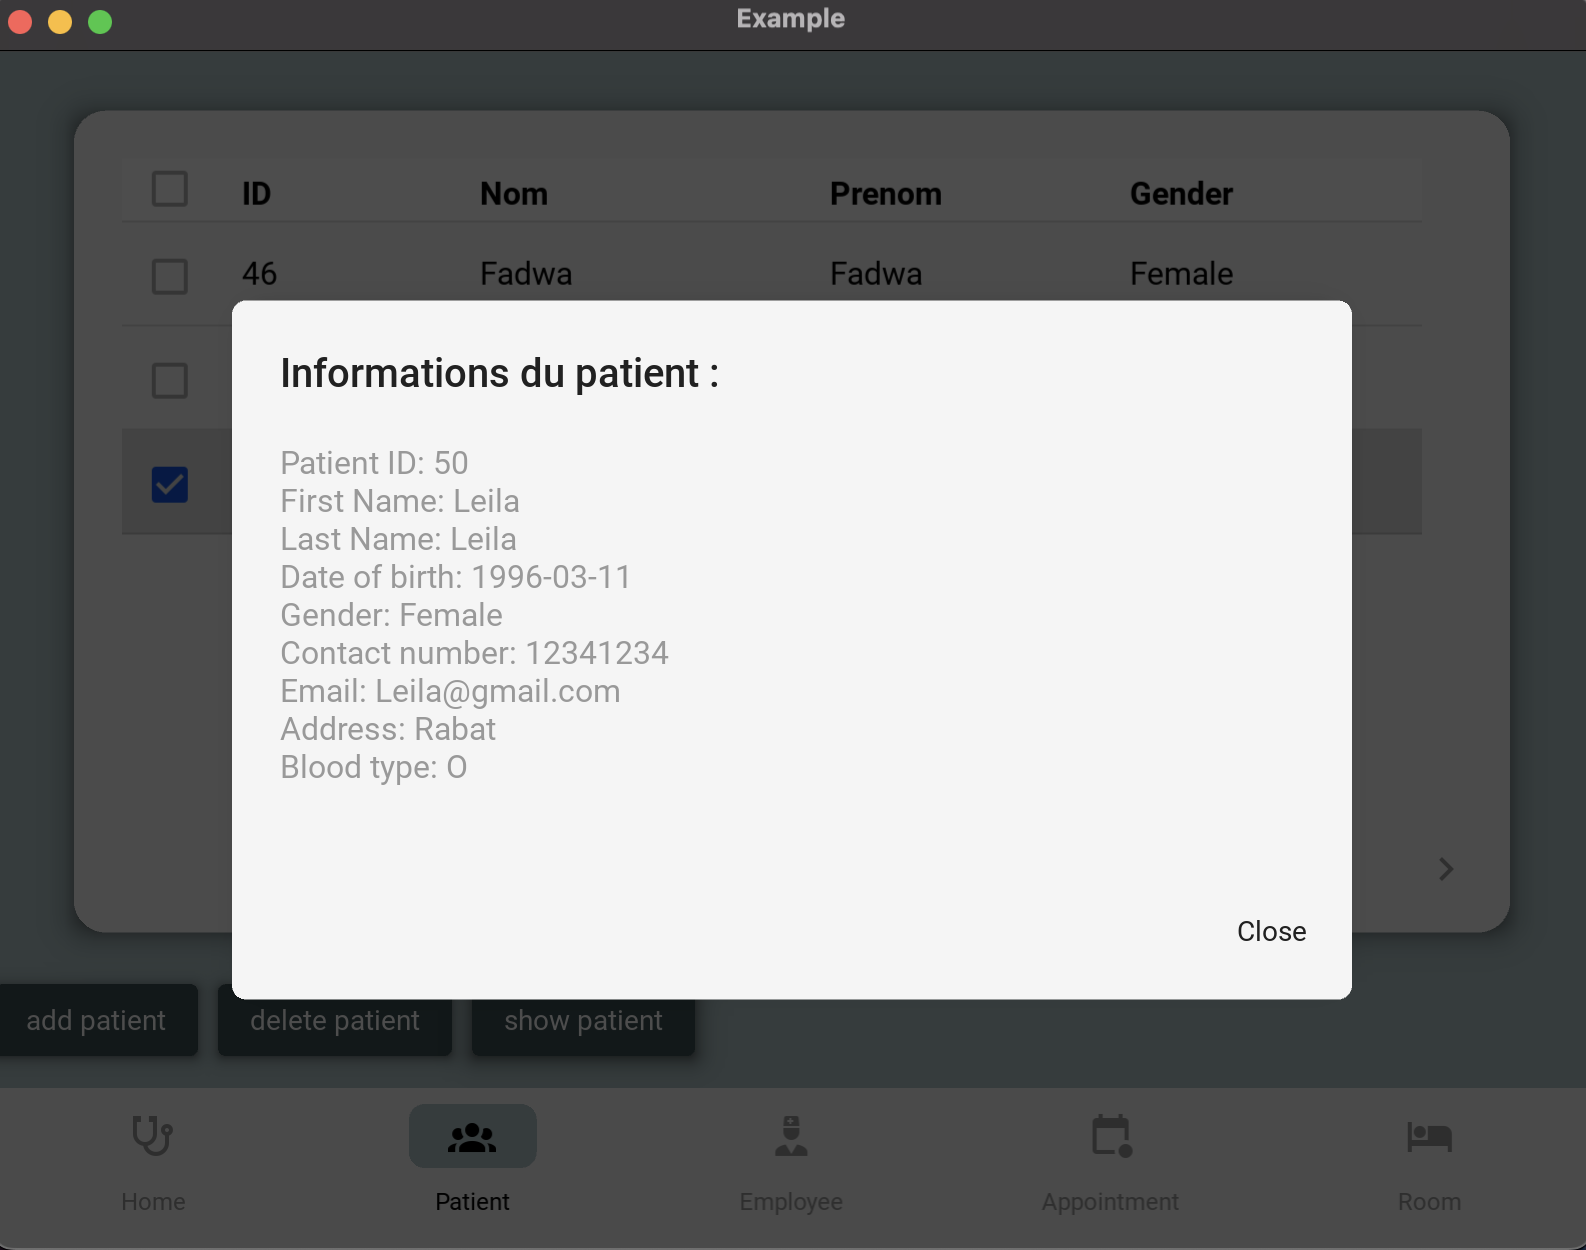 Example
ID Nom Prenom Gender
46 Fadwa Fadwa Female
Informations du patient :
Patient ID: 50
First Name: Leila
Last Name: Leila
Date of birth: 1996-03-11
Gender: Female
Contact number: 12341234
Email: Leila@gmail.com
Address: Rabat
Blood type: O
Close
add patient delete patient show patient
Home Patient Employee Appointment Room